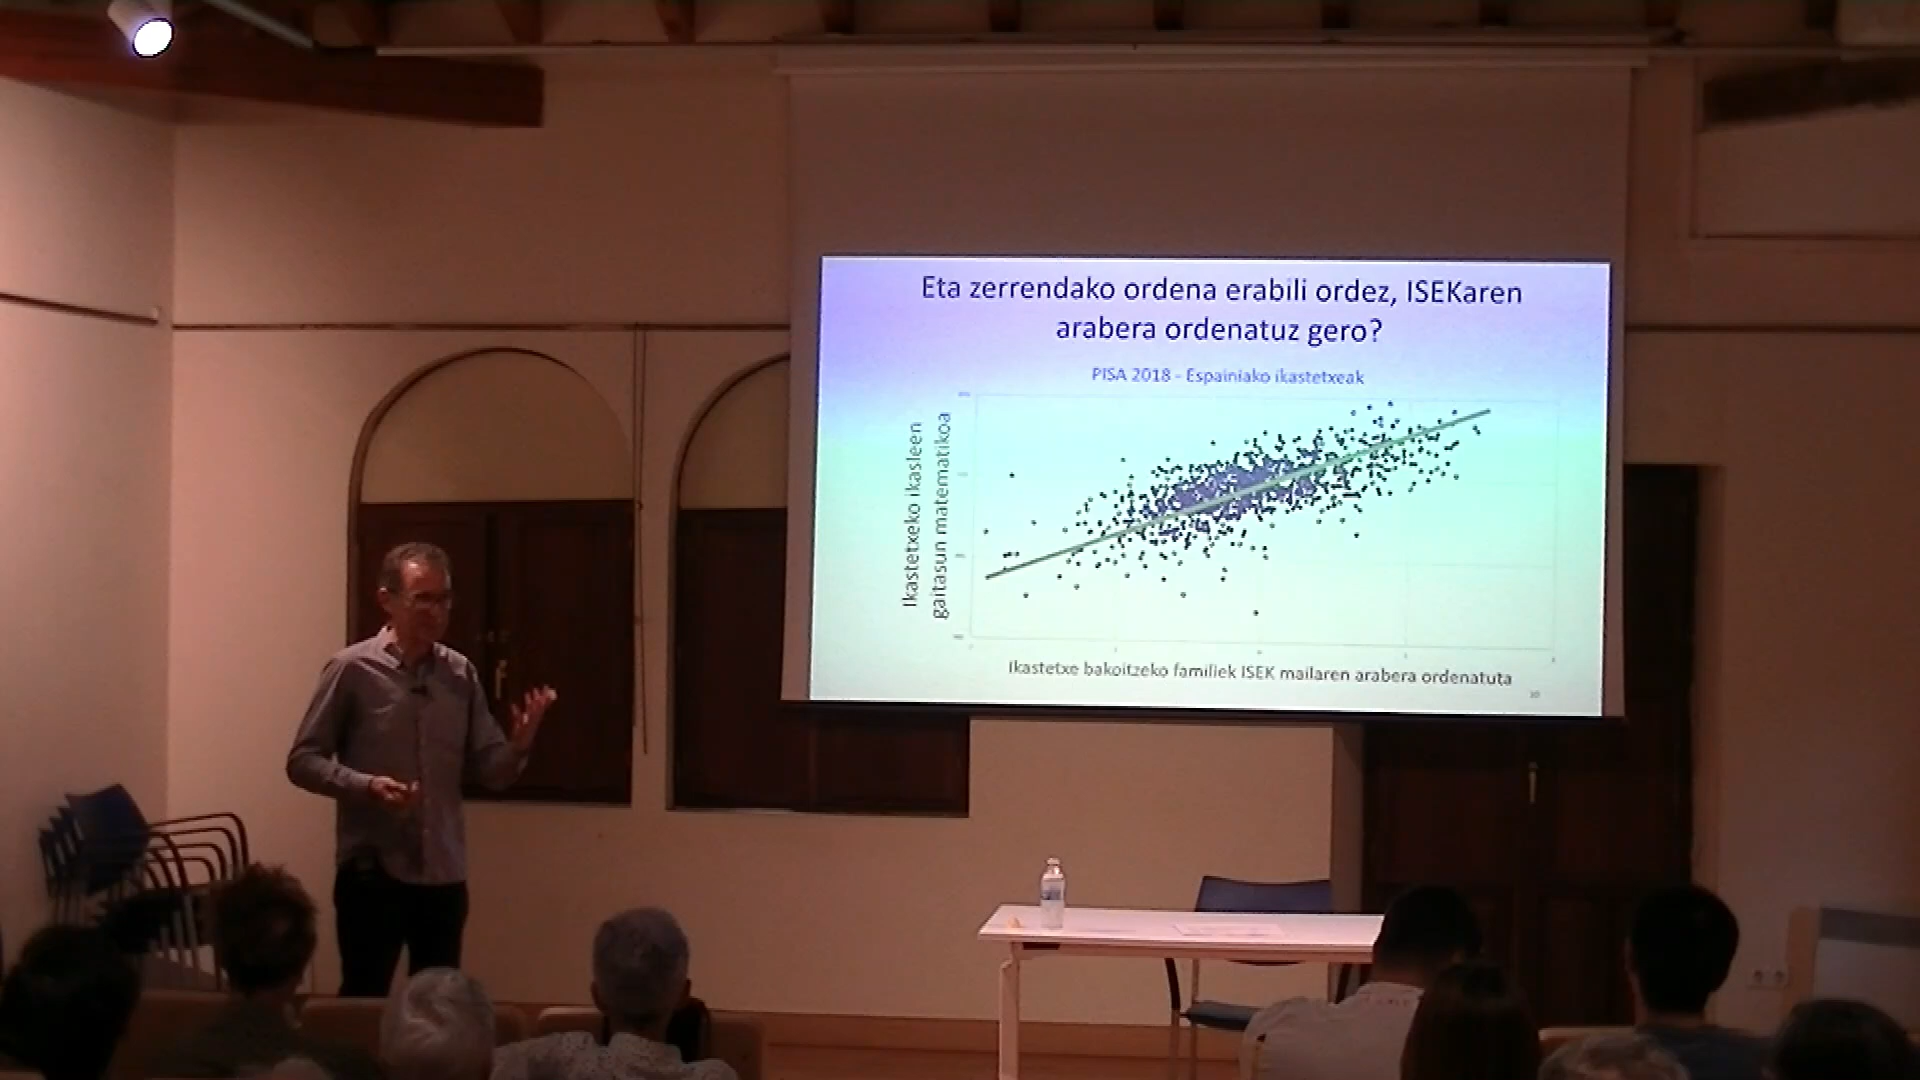 Eta zerrendako ordena erabili ordez, ISEKaren
arabera ordenatuz gero?
PISA 2018 - Espainiako ikastetxeak
Ikastetxeko ikasleen
gaitasun matematikoa
Ikastetxe bakoitzeko familiek ISEK mailaren arabera ordenatuta